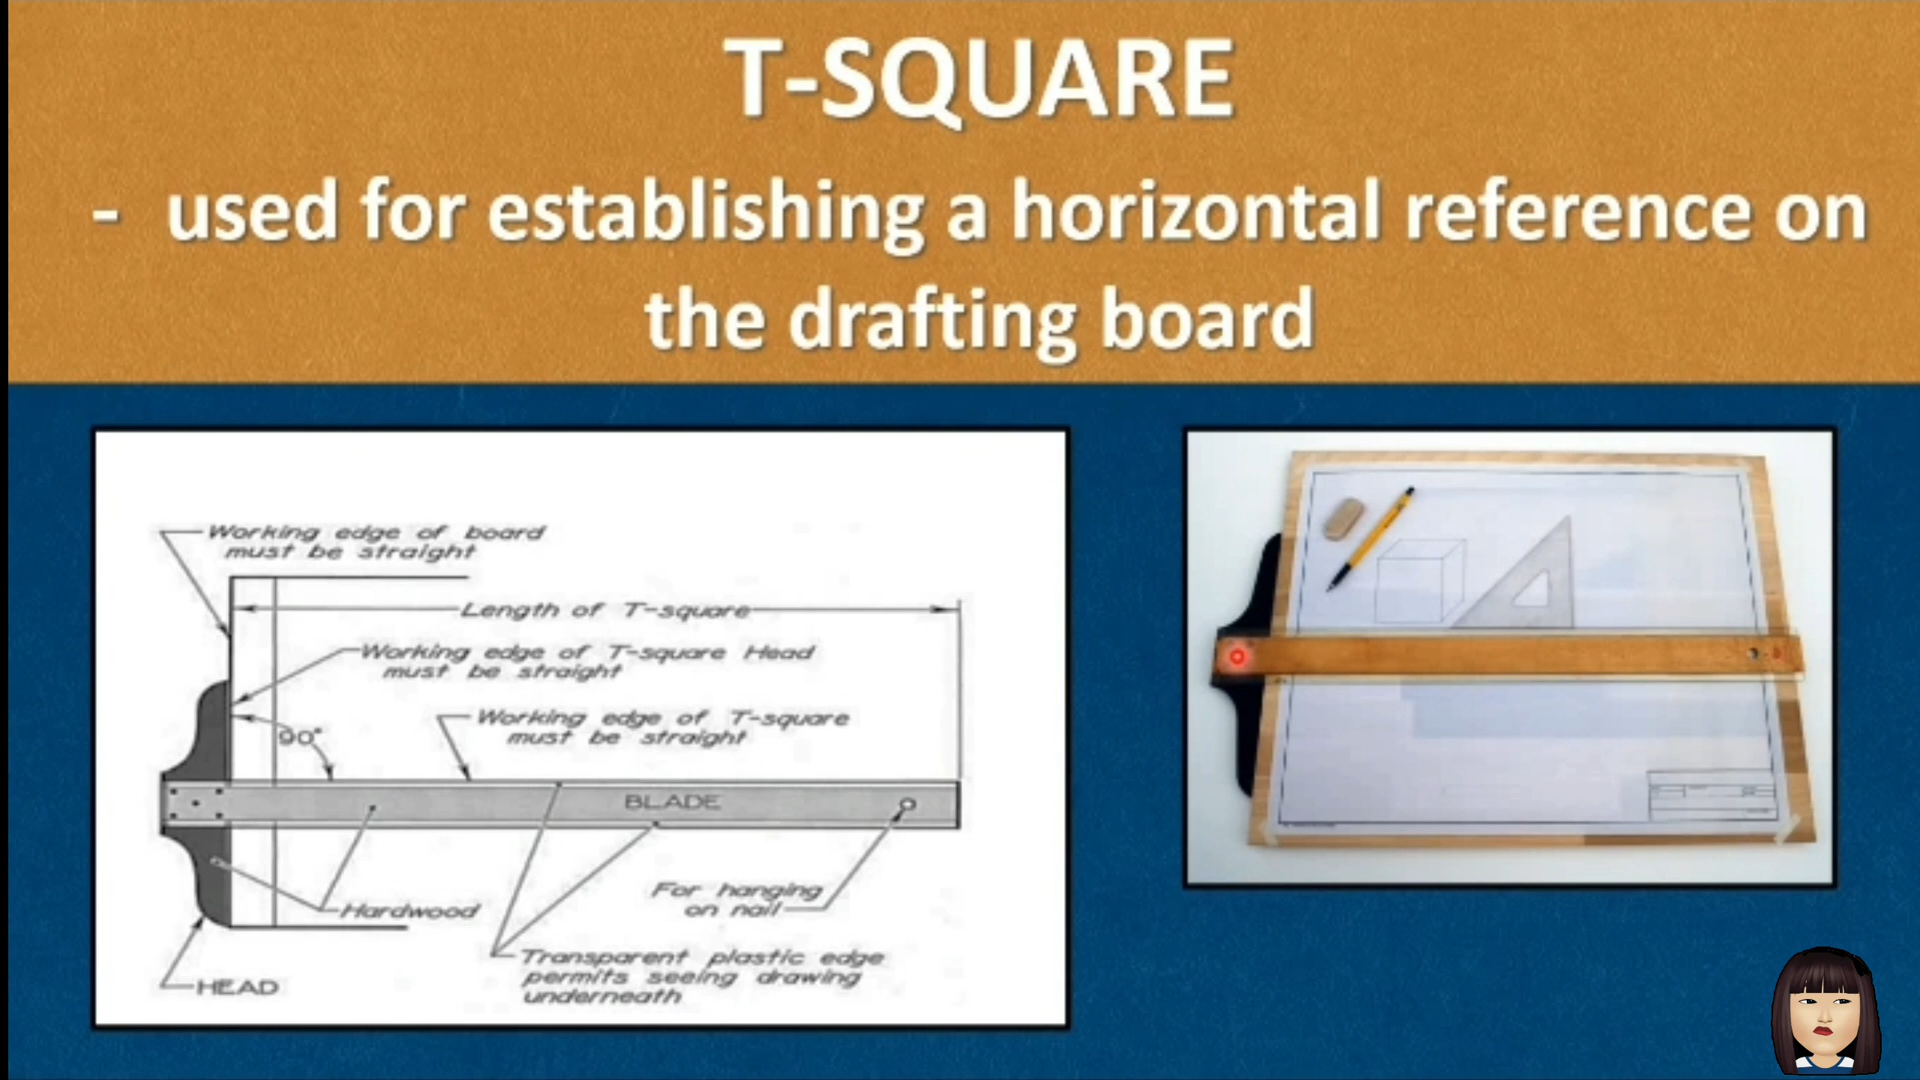 T-SQUARE
- used for establishing a horizontal reference on
the drafting board
Working edge of board
must be straight
Length of T-square
Working edge of T-square Head
must be straight
Working edge of T-square
must be straight
90°
BLADE
For hanging
on nail
Hardwood
Transparent plastic edge
permits seeing drawing
underneath
HEAD